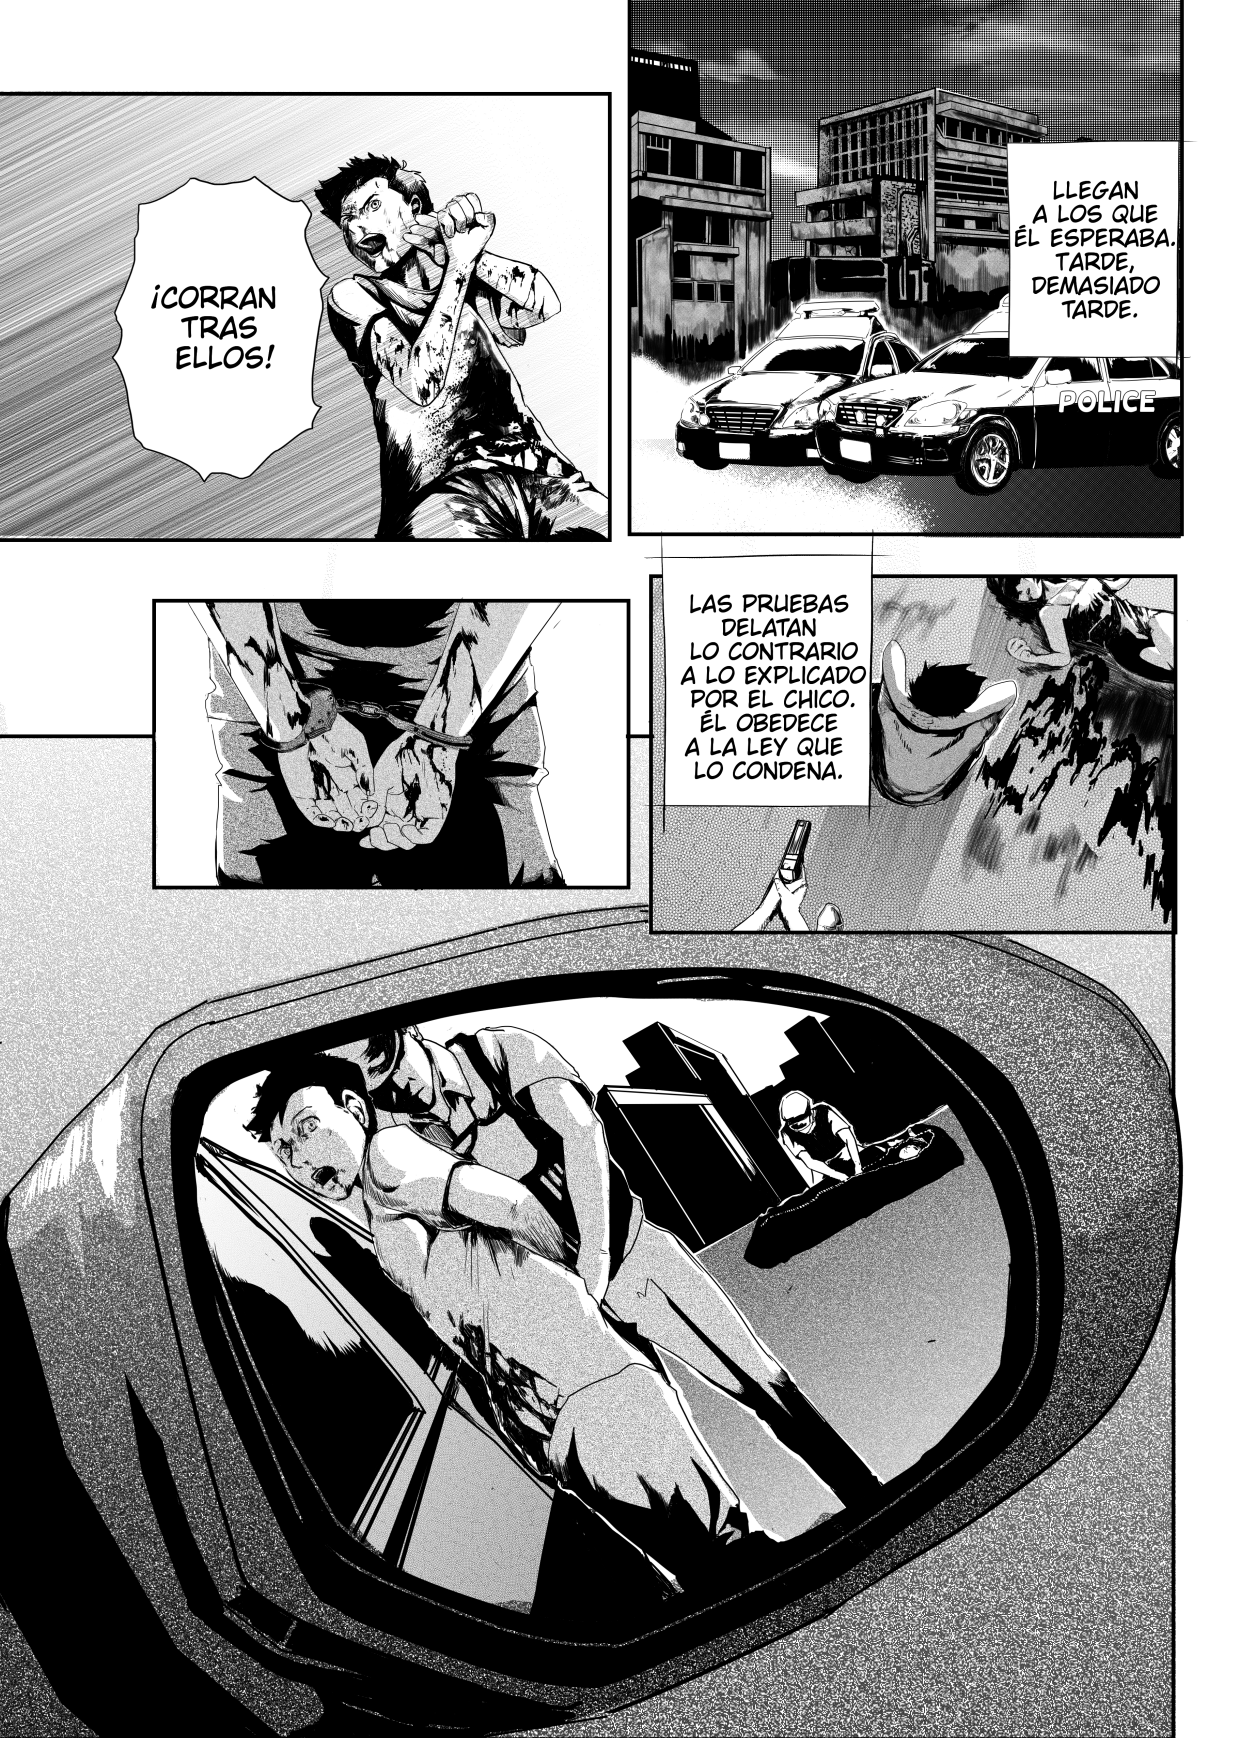 LLEGAN
A LOS QUE
ÉL ESPERABA.
TARDE,
DEMASIADO
TARDE.
POLICE
¡CORRAN
TRAS
ELLOS!
LAS PRUEBAS
DELATAN
LO CONTRARIO
A LO EXPLICADO
POR EL CHICO.
ÉL OBEDECE
A LA LEY QUE
LO CONDENA.